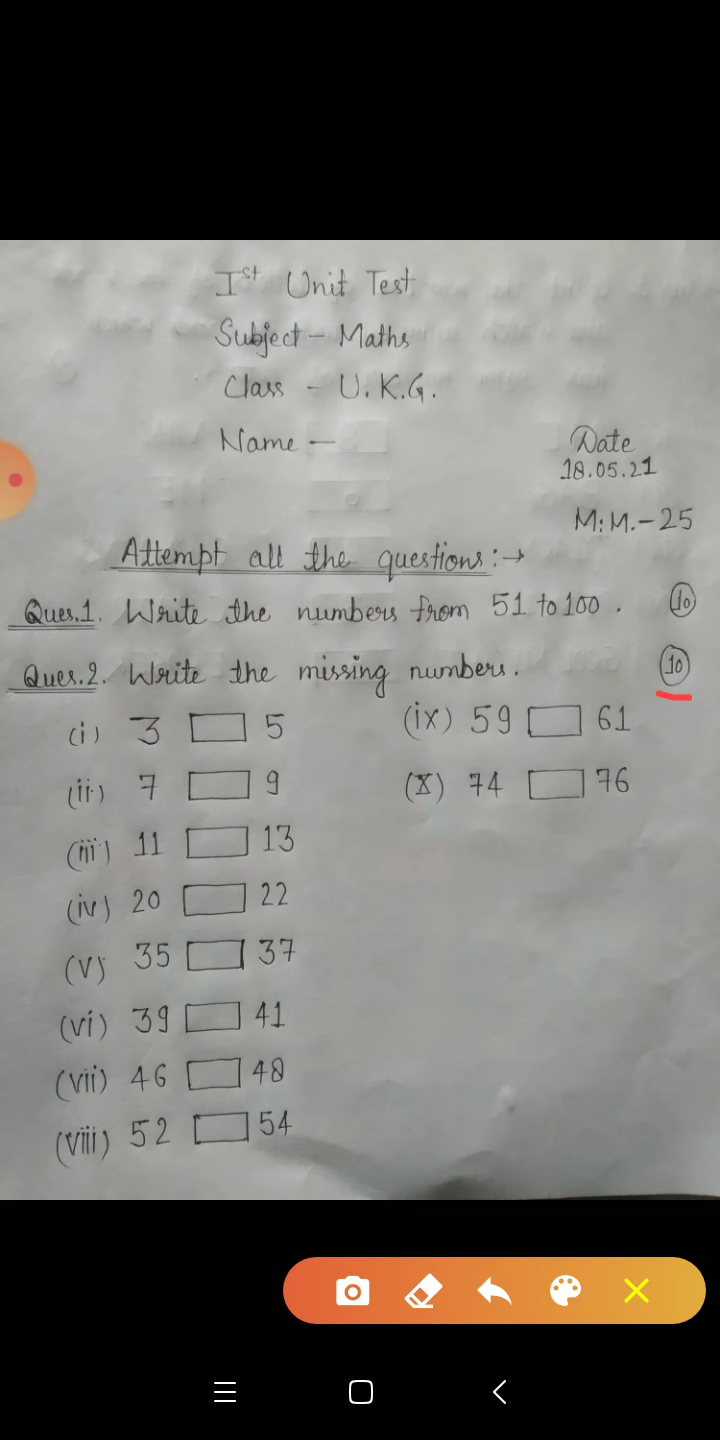 Ist Unit Test
Subject - Maths
Class - U.K.G.
Name -
Date
18.05.21
M:M.-25
Attempt all the questions:→
Ques.1. Write the numbers from 51 to 100. 10
Ques.2. Write the missing numbers. 10
(i) 3 5
(ii) 7 9
(iii) 11 13
(iv) 20 22
(v) 35 37
(vi) 39 41
(vii) 46 48
(viii) 52 54
(ix) 59 61
(x) 74 76